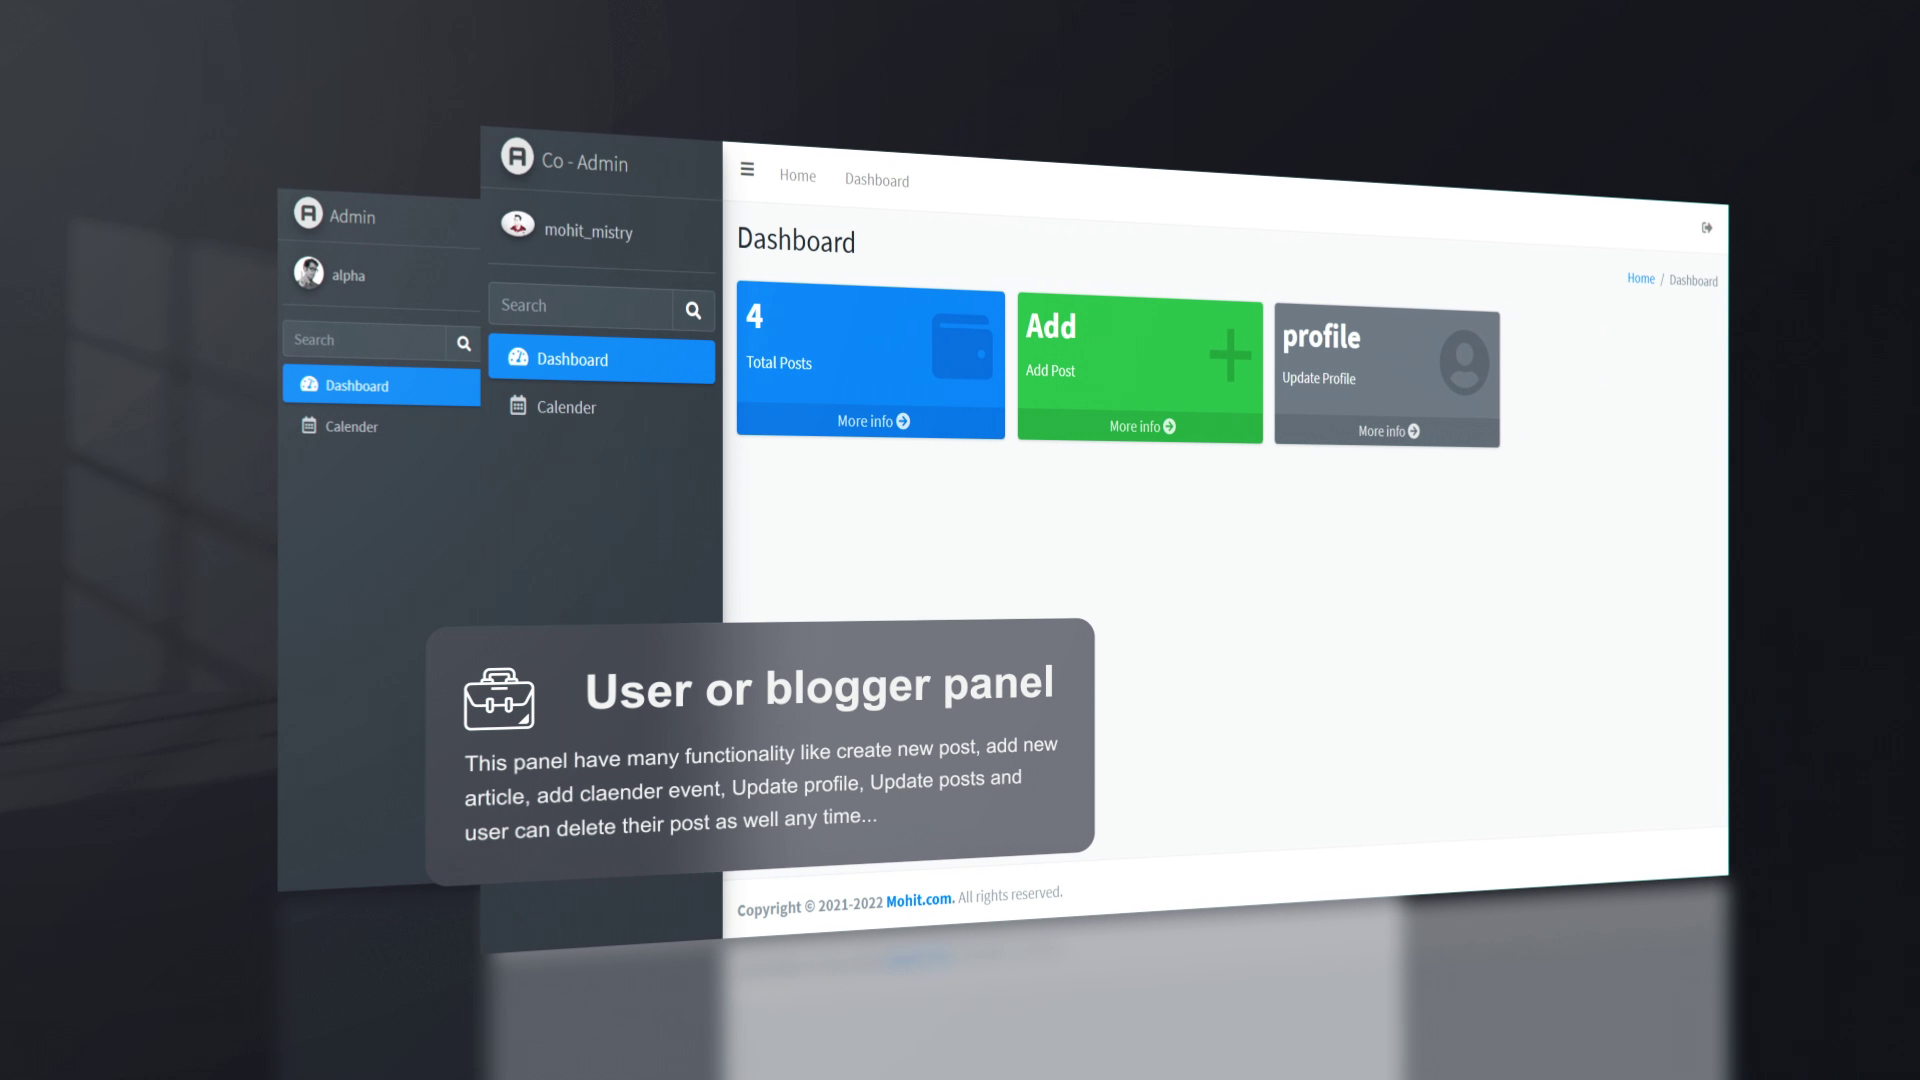 Admin
alpha
Search
Dashboard
Calender
Co - Admin
mohit_mistry
Search
Dashboard
Calender
Home Dashboard
Dashboard
Home / Dashboard
4
Total Posts
More info
Add
Add Post
More info
profile
Update Profile
More info
User or blogger panel
This panel have many functionality like create new post, add new
article, add claender event, Update profile, Update posts and
user can delete their post as well any time...
Copyright © 2021-2022 Mohit.com. All rights reserved.